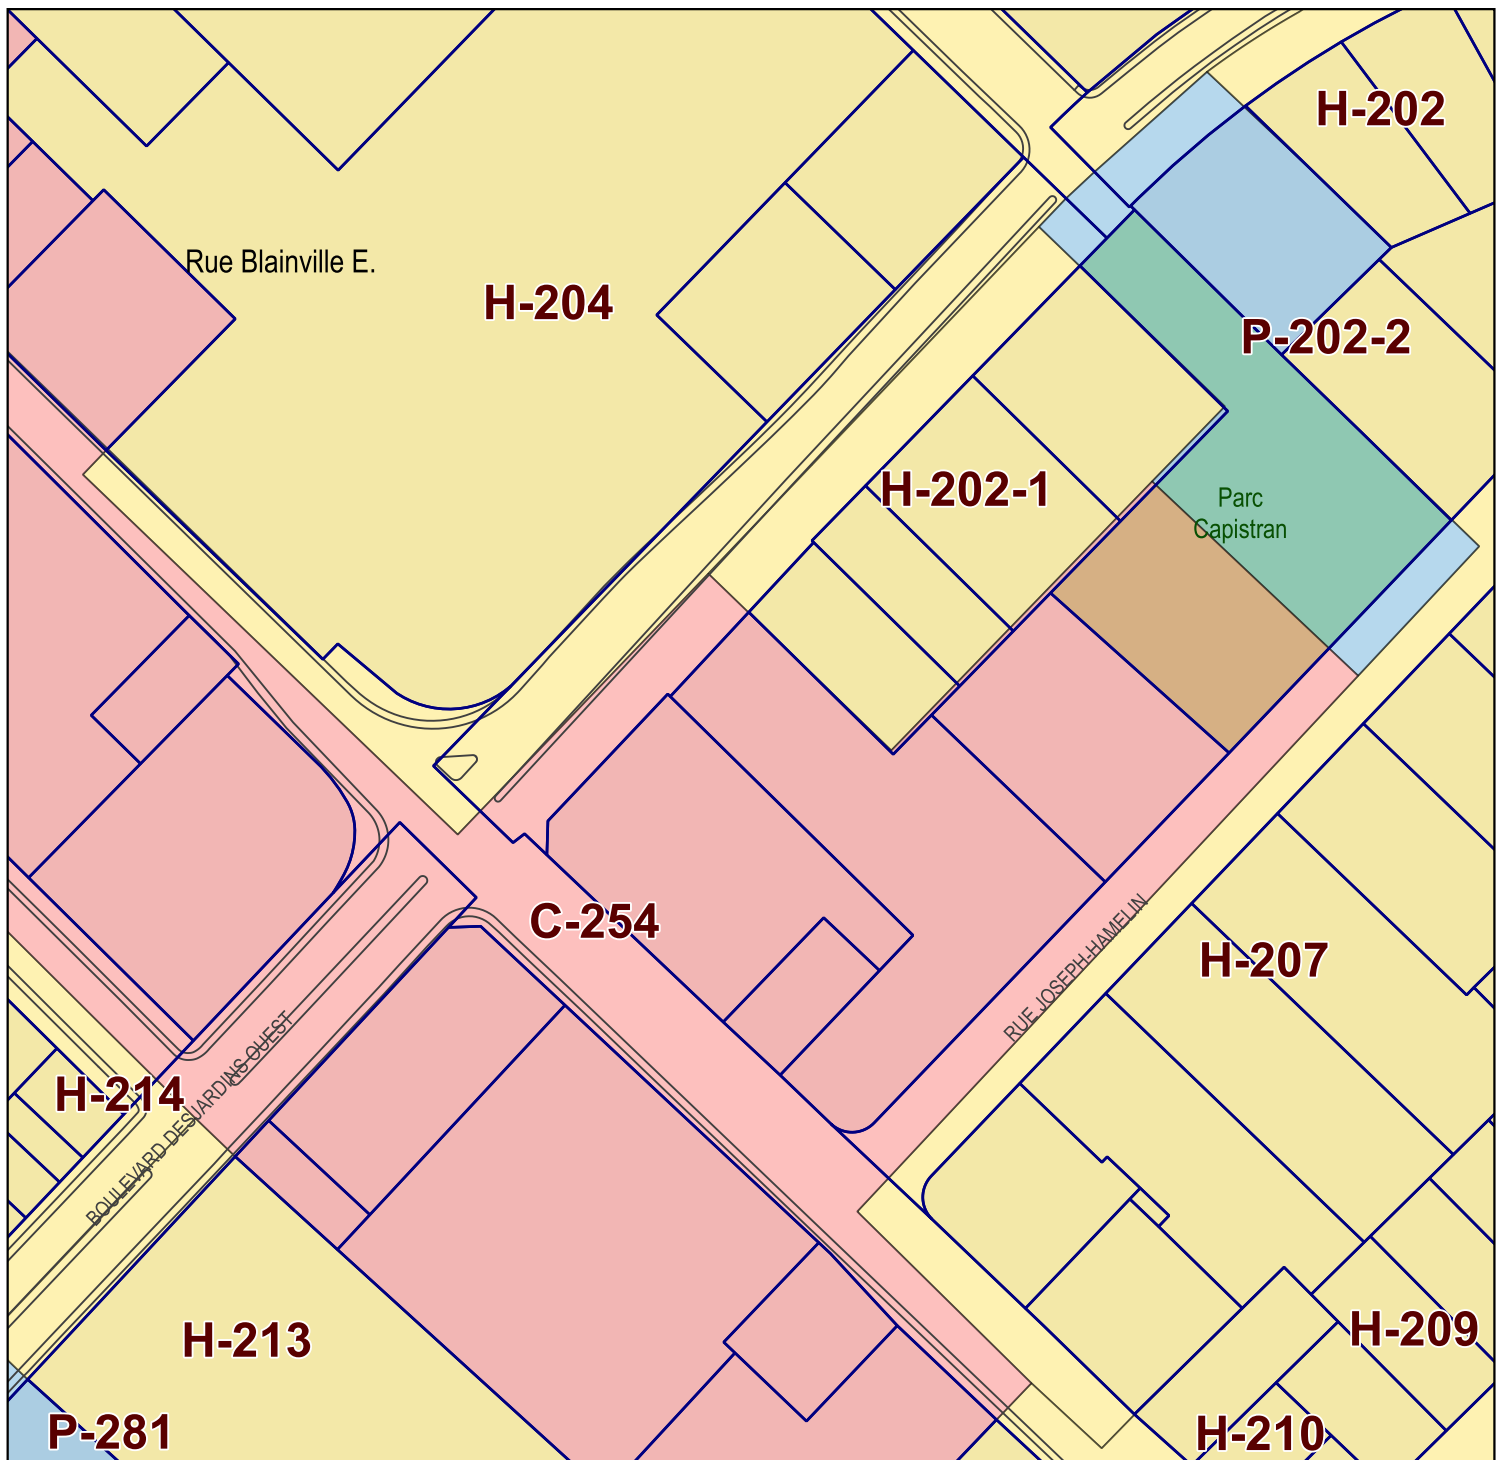 H-202
Rue Blainville E.
H-204
P-202-2
H-202-1
Parc
Capistran
C-254
RUE JOSEPH-HAMELIN
H-207
BOULEVARD DESJARDINS OUEST
H-214
H-213
H-209
P-281
H-210